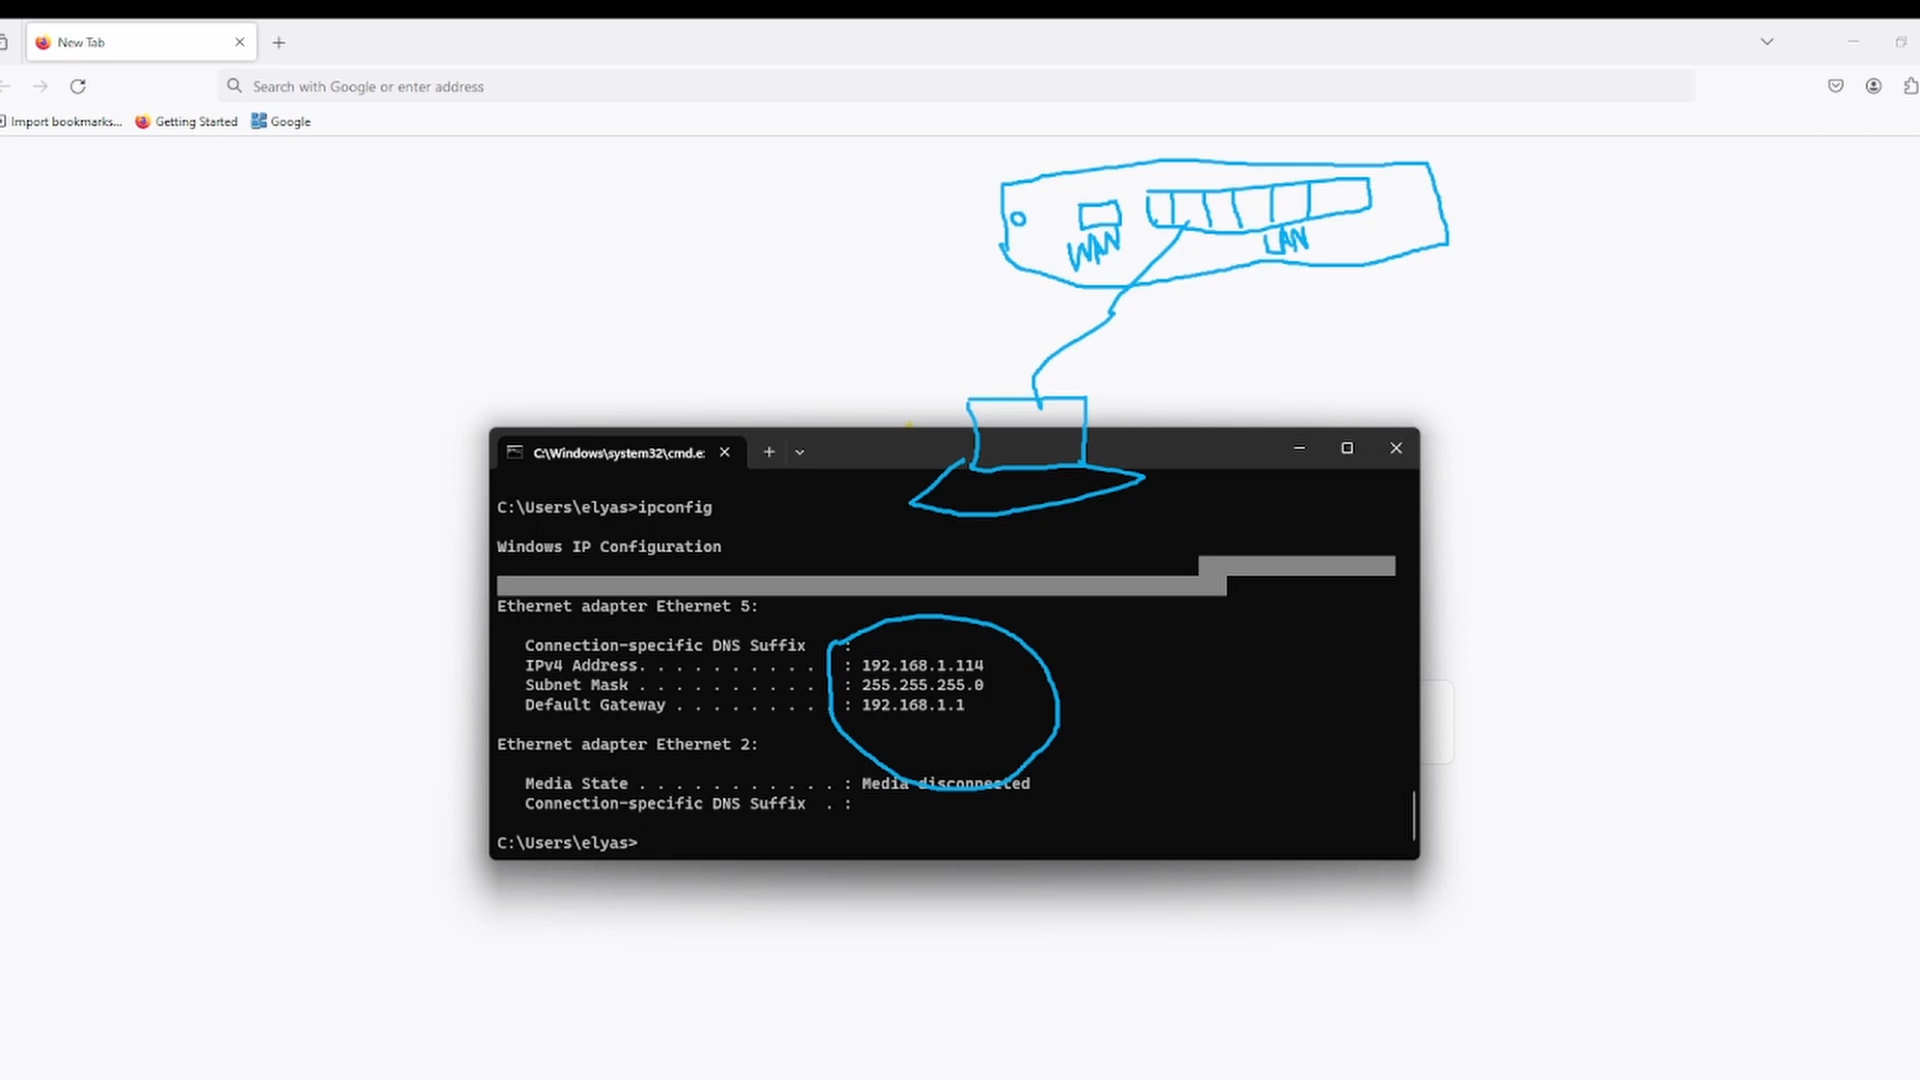 New Tab
Search with Google or enter address
Import bookmarks... Getting Started Google
WAN
LAN
C:\Windows\system32\cmd.e:
C:\Users\elyas>ipconfig
Windows IP Configuration
Ethernet adapter Ethernet 5:
Connection-specific DNS Suffix :
IPv4 Address. . . . . . . . . . . : 192.168.1.114
Subnet Mask . . . . . . . . . . . : 255.255.255.0
Default Gateway . . . . . . . . . : 192.168.1.1
Ethernet adapter Ethernet 2:
Media State . . . . . . . . . . . : Media disconnected
Connection-specific DNS Suffix . :
C:\Users\elyas>